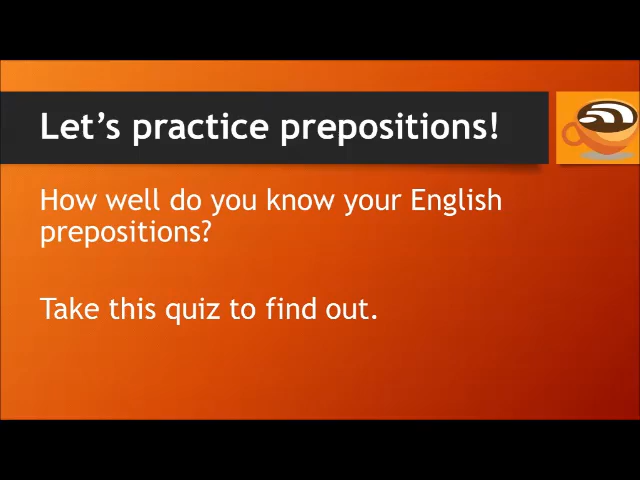 Let’s practice prepositions!
How well do you know your English
prepositions?
Take this quiz to find out.